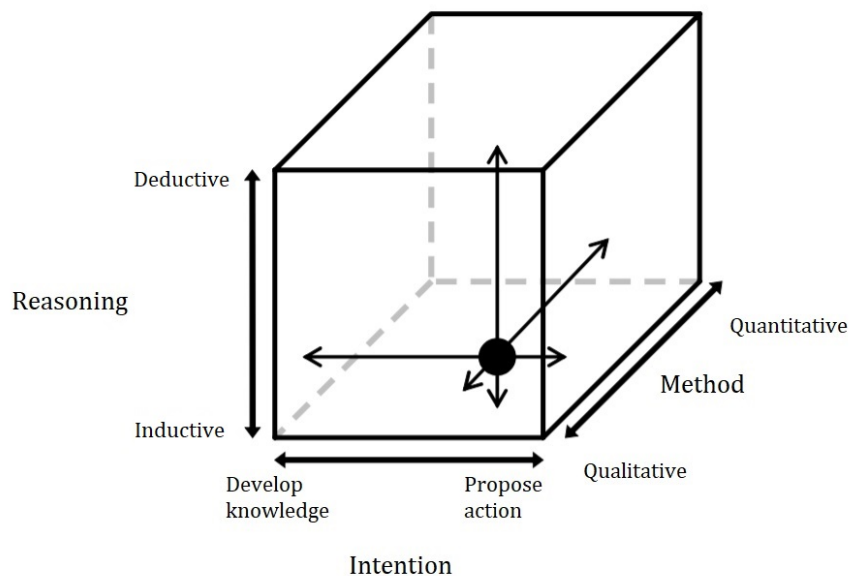 Deductive
Reasoning
Quantitative
Method
Inductive
Qualitative
Develop
knowledge
Propose
action
Intention